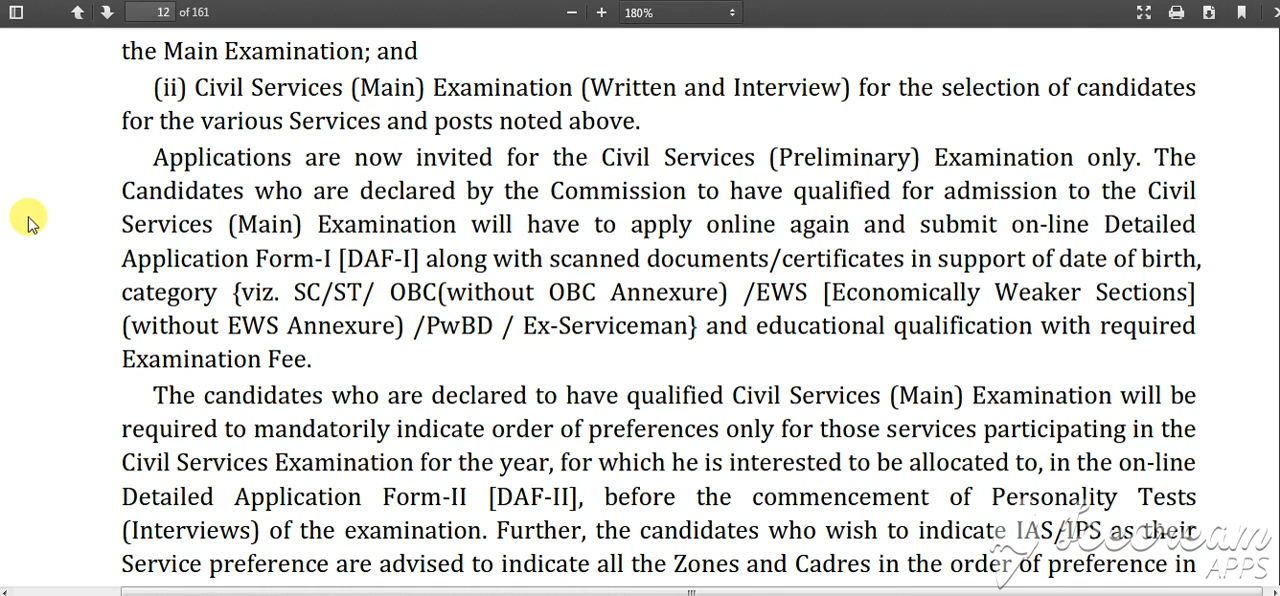 12 of 161
180%
the Main Examination; and
(ii) Civil Services (Main) Examination (Written and Interview) for the selection of candidates
for the various Services and posts noted above.
Applications are now invited for the Civil Services (Preliminary) Examination only. The
Candidates who are declared by the Commission to have qualified for admission to the Civil
Services (Main) Examination will have to apply online again and submit on-line Detailed
Application Form-I [DAF-I] along with scanned documents/certificates in support of date of birth,
category {viz. SC/ST/ OBC(without OBC Annexure) /EWS [Economically Weaker Sections]
(without EWS Annexure) /PwBD / Ex-Serviceman} and educational qualification with required
Examination Fee.
The candidates who are declared to have qualified Civil Services (Main) Examination will be
required to mandatorily indicate order of preferences only for those services participating in the
Civil Services Examination for the year, for which he is interested to be allocated to, in the on-line
Detailed Application Form-II [DAF-II], before the commencement of Personality Tests
(Interviews) of the examination. Further, the candidates who wish to indicate IAS/IPS as their
Service preference are advised to indicate all the Zones and Cadres in the order of preference in
Icecream
APPS